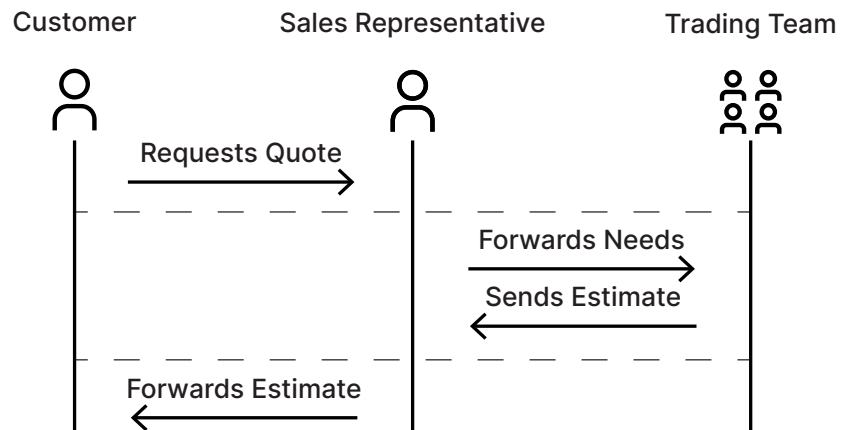 Customer
Sales Representative
Trading Team
Requests Quote
Forwards Needs
Sends Estimate
Forwards Estimate